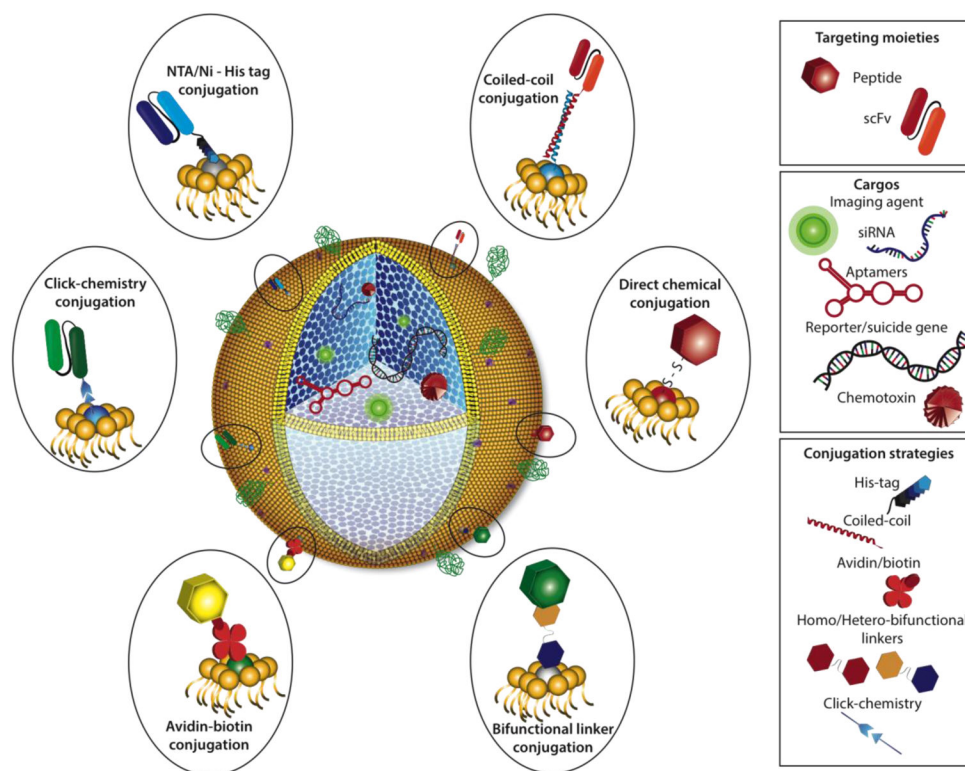 NTA/Ni - His tag
conjugation
Coiled-coil
conjugation
Click-chemistry
conjugation
Direct chemical
conjugation
S-S
Avidin-biotin
conjugation
Bifunctional linker
conjugation
Targeting moieties
Peptide
scFv
Cargos
Imaging agent
siRNA
Aptamers
Reporter/suicide gene
Chemotoxin
Conjugation strategies
His-tag
Coiled-coil
Avidin/biotin
Homo/Hetero-bifunctional
linkers
Click-chemistry